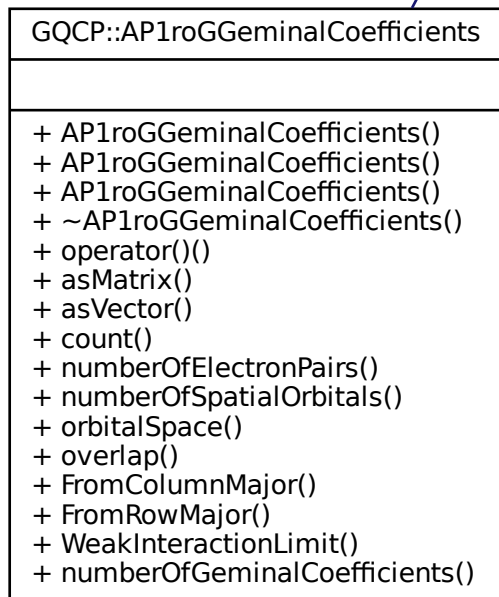 GQCP::AP1roGGeminalCoefficients
+ AP1roGGeminalCoefficients()
+ AP1roGGeminalCoefficients()
+ AP1roGGeminalCoefficients()
+ ~AP1roGGeminalCoefficients()
+ operator()()
+ asMatrix()
+ asVector()
+ count()
+ numberOfElectronPairs()
+ numberOfSpatialOrbitals()
+ orbitalSpace()
+ overlap()
+ FromColumnMajor()
+ FromRowMajor()
+ WeakInteractionLimit()
+ numberOfGeminalCoefficients()